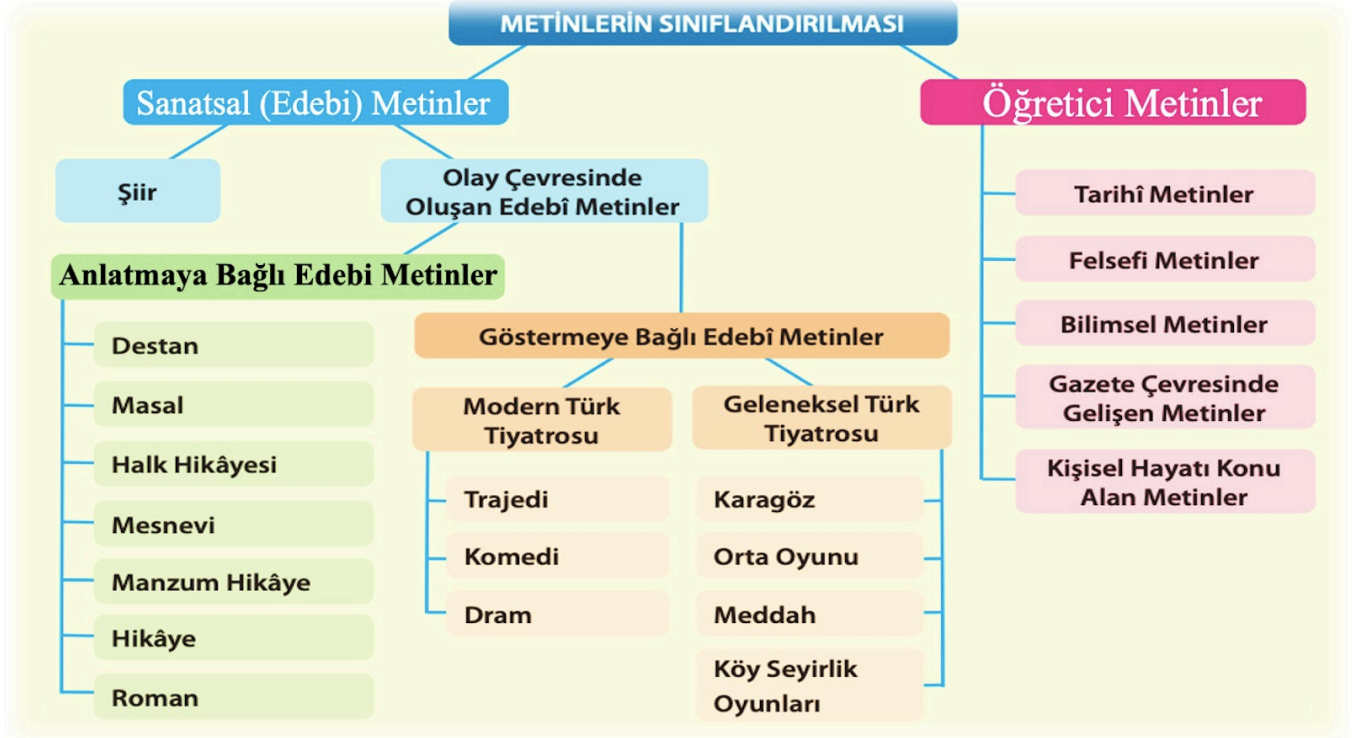 METİNLERİN SINIFLANDIRILMASI
Sanatsal (Edebi) Metinler
Öğretici Metinler
Şiir
Olay Çevresinde
Oluşan Edebî Metinler
Anlatmaya Bağlı Edebi Metinler
Destan
Masal
Halk Hikâyesi
Mesnevi
Manzum Hikâye
Hikâye
Roman
Göstermeye Bağlı Edebî Metinler
Modern Türk
Tiyatrosu
Trajedi
Komedi
Dram
Geleneksel Türk
Tiyatrosu
Karagöz
Orta Oyunu
Meddah
Köy Seyirlik
Oyunları
Tarihî Metinler
Felsefi Metinler
Bilimsel Metinler
Gazete Çevresinde
Gelişen Metinler
Kişisel Hayatı Konu
Alan Metinler